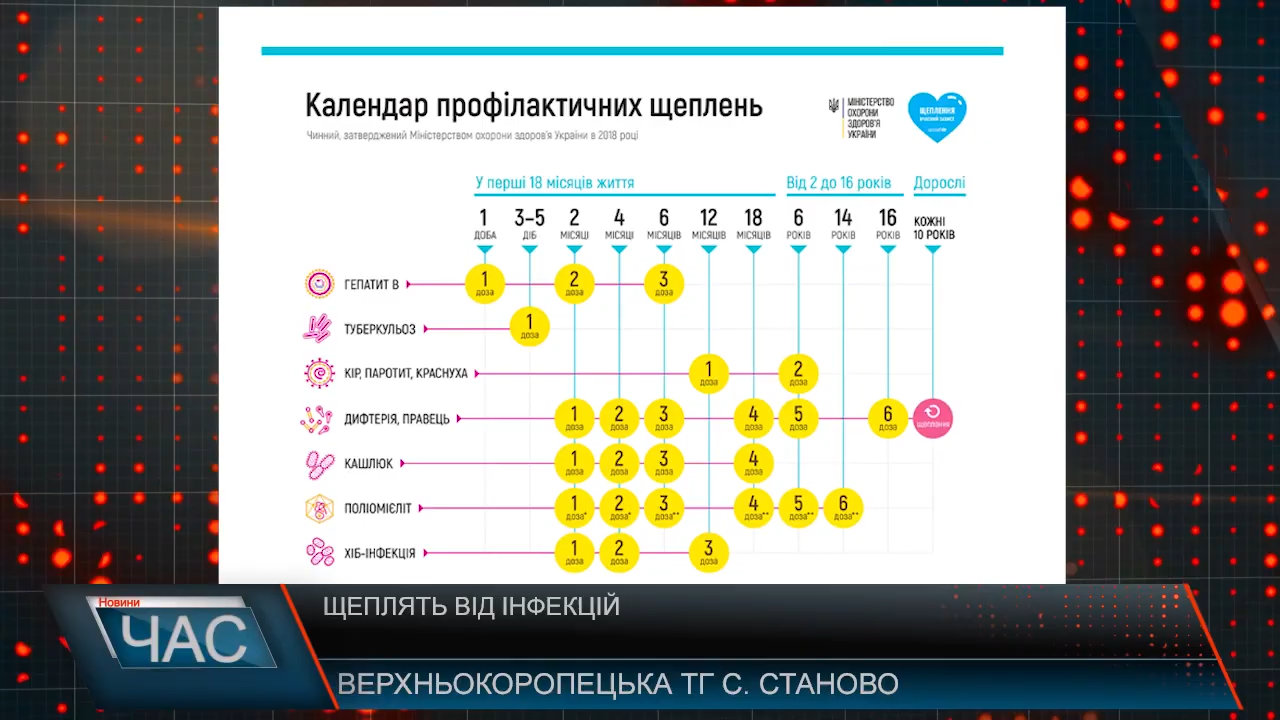 Календар профілактичних щеплень
Чинний, затверджений Міністерством охорони здоров'я України в 2018 році
МІНІСТЕРСТВО
ОХОРОНИ
ЗДОРОВ'Я
УКРАЇНИ
ЩЕПЛЕННЯ
У перші 18 місяців життя
Від 2 до 16 років
Дорослі
1 3–5 2 4 6 12 18 6 14 16 КОЖНІ
ДОБА ДІБ МІСЯЦІ МІСЯЦІ МІСЯЦІВ МІСЯЦІВ МІСЯЦІВ РОКІВ РОКІВ РОКІВ 10 РОКІВ
ГЕПАТИТ В 1 доза 2 доза 3 доза
ТУБЕРКУЛЬОЗ 1 доза
КІР, ПАРОТИТ, КРАСНУХА 1 доза 2 доза
ДИФТЕРІЯ, ПРАВЕЦЬ 1 доза 2 доза 3 доза 4 доза 5 доза 6 доза щеплення
КАШЛЮК 1 доза 2 доза 3 доза 4 доза
ПОЛІОМІЄЛІТ 1 доза* 2 доза* 3 доза** 4 доза** 5 доза** 6 доза**
ХІБ-ІНФЕКЦІЯ 1 доза 2 доза 3 доза
Новини
ЧАС
ЩЕПЛЯТЬ ВІД ІНФЕКЦІЙ
ВЕРХНЬОКОРОПЕЦЬКА ТГ С. СТАНОВО